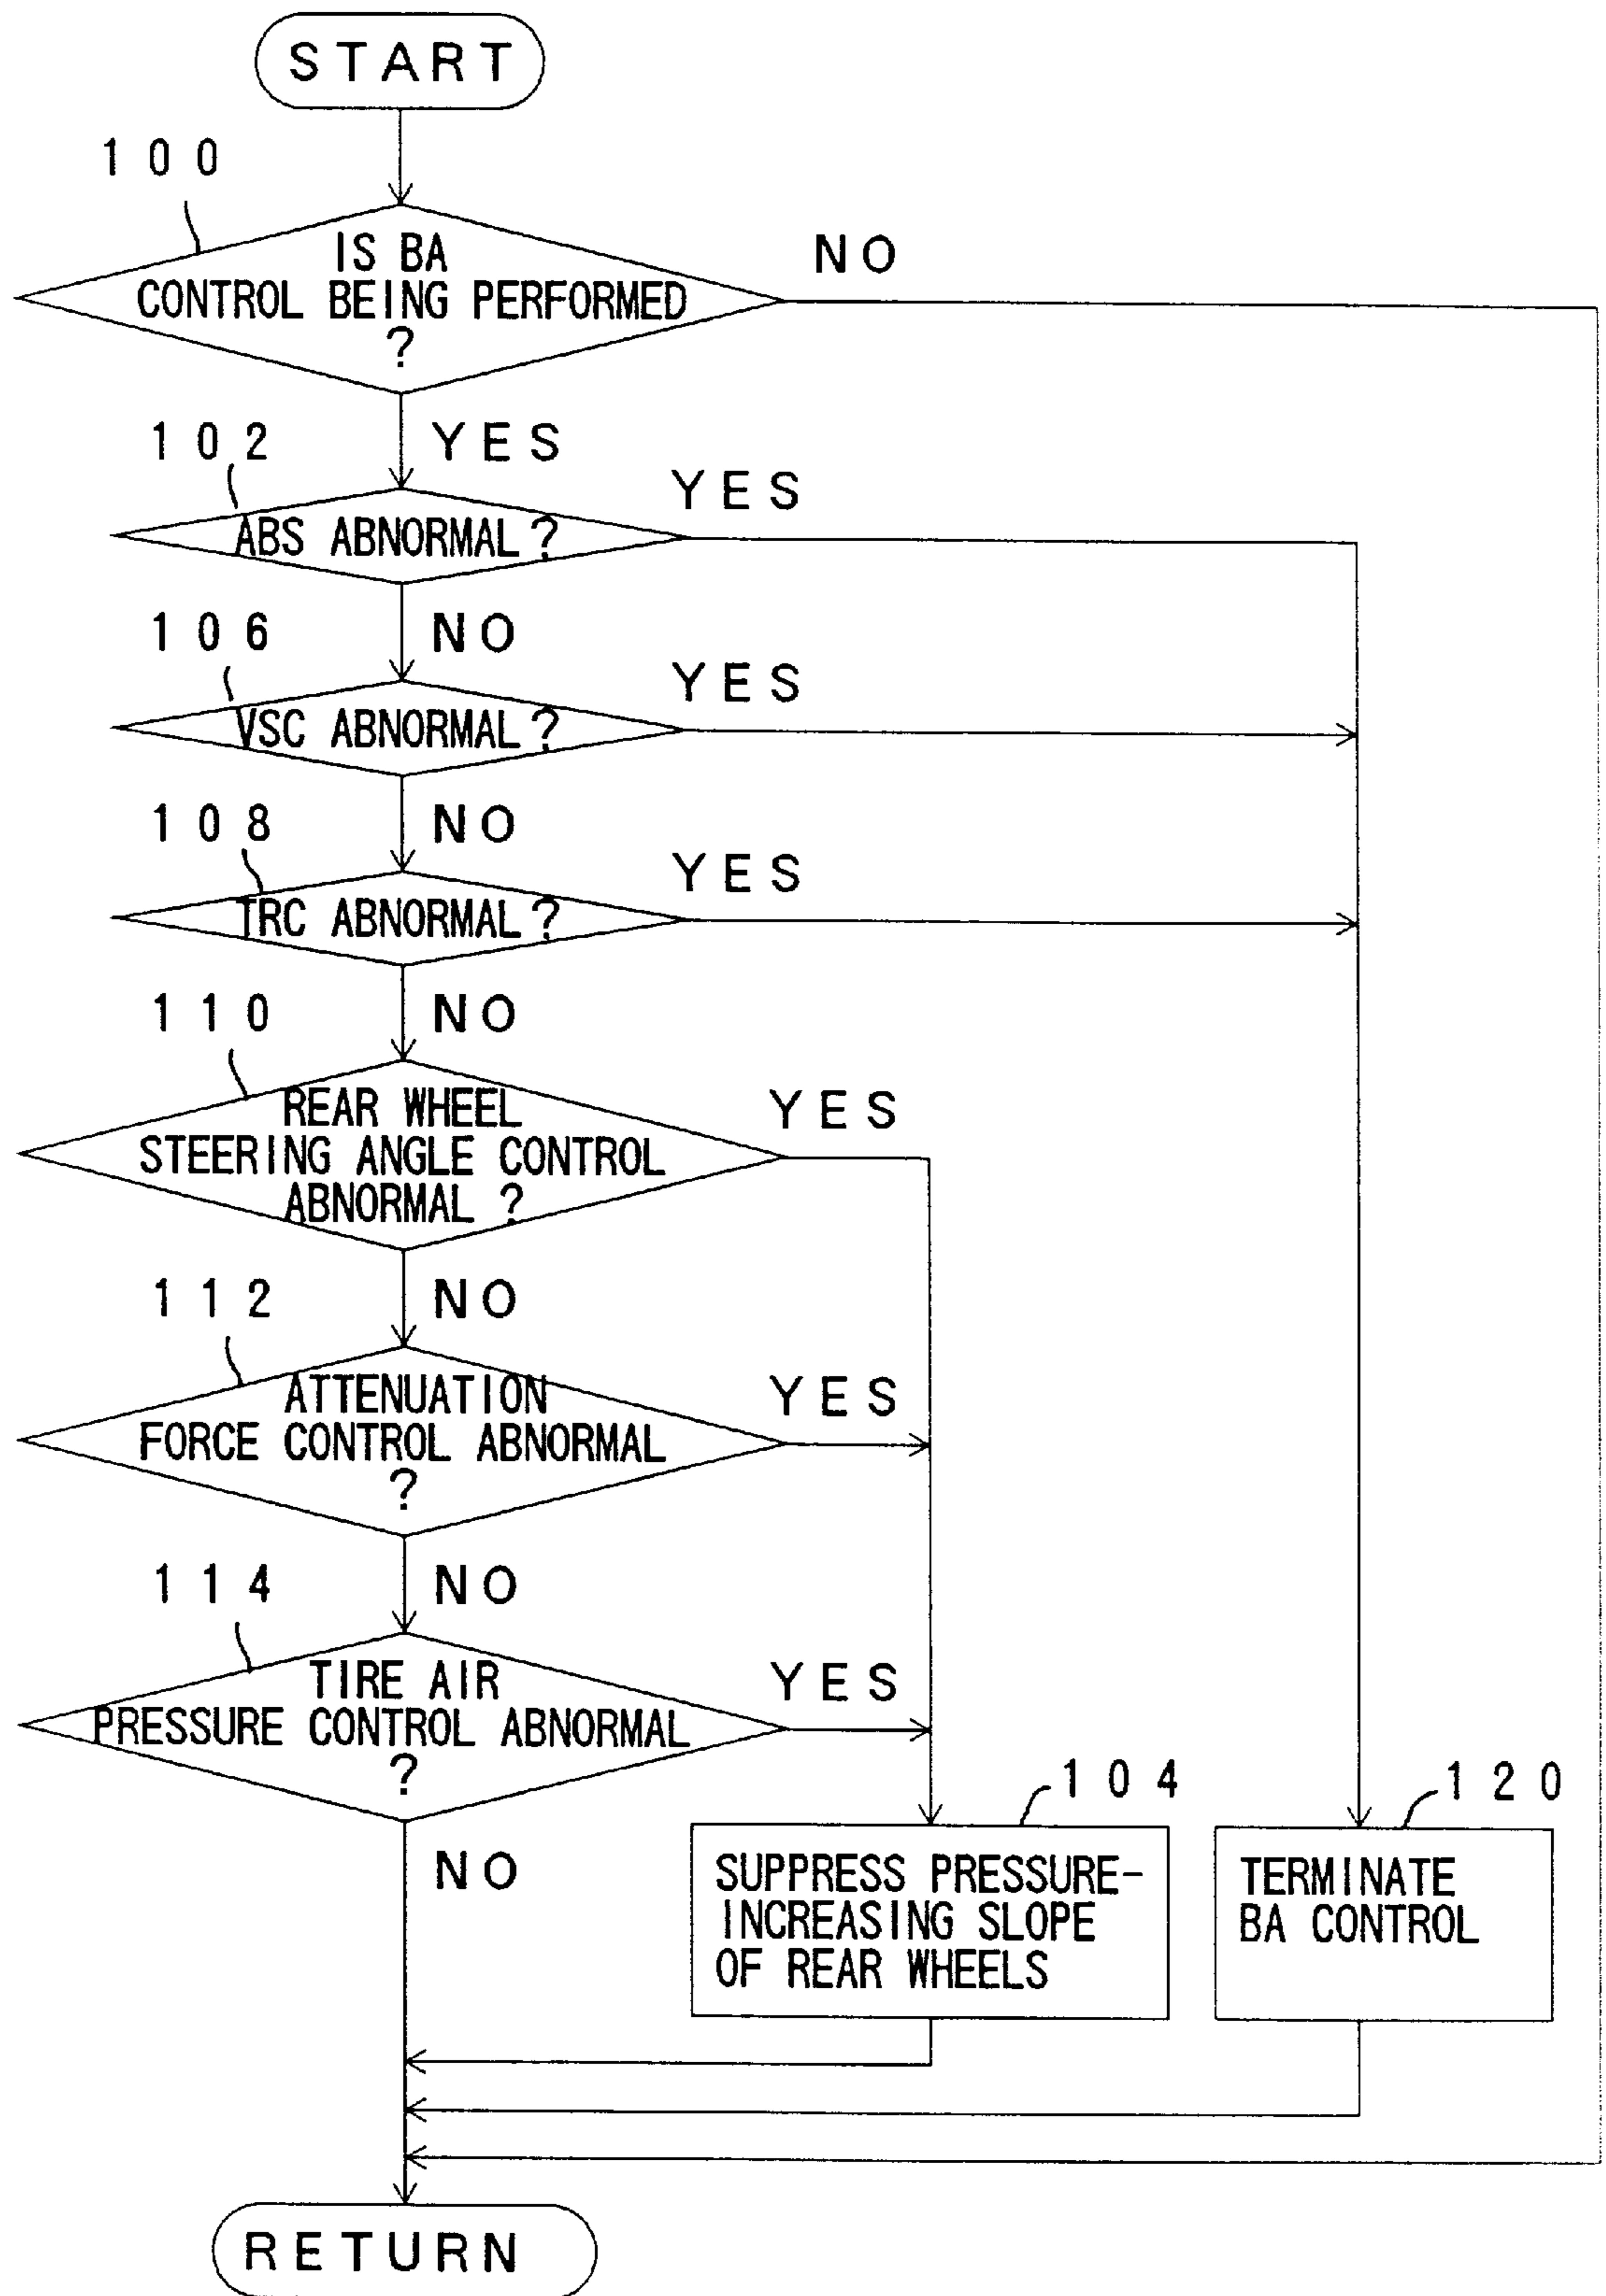 START
100
IS BA
CONTROL BEING PERFORMED
?
NO
YES
102
ABS ABNORMAL?
YES
NO
106
VSC ABNORMAL?
YES
NO
108
TRC ABNORMAL?
YES
NO
110
REAR WHEEL
STEERING ANGLE CONTROL
ABNORMAL ?
YES
NO
112
ATTENUATION
FORCE CONTROL ABNORMAL
?
YES
NO
114
TIRE AIR
PRESSURE CONTROL ABNORMAL
?
YES
NO
104
SUPPRESS PRESSURE-
INCREASING SLOPE
OF REAR WHEELS
120
TERMINATE
BA CONTROL
RETURN